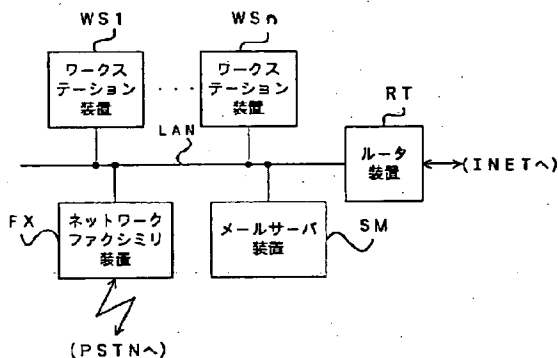 WS1
WSn
ワークス
テーション
装置
. . .
ワークス
テーション
装置
RT
LAN
ルータ
装置
(INETへ)
FX
ネットワーク
ファクシミリ
装置
メールサーバ
装置
SM
(PSTNへ)